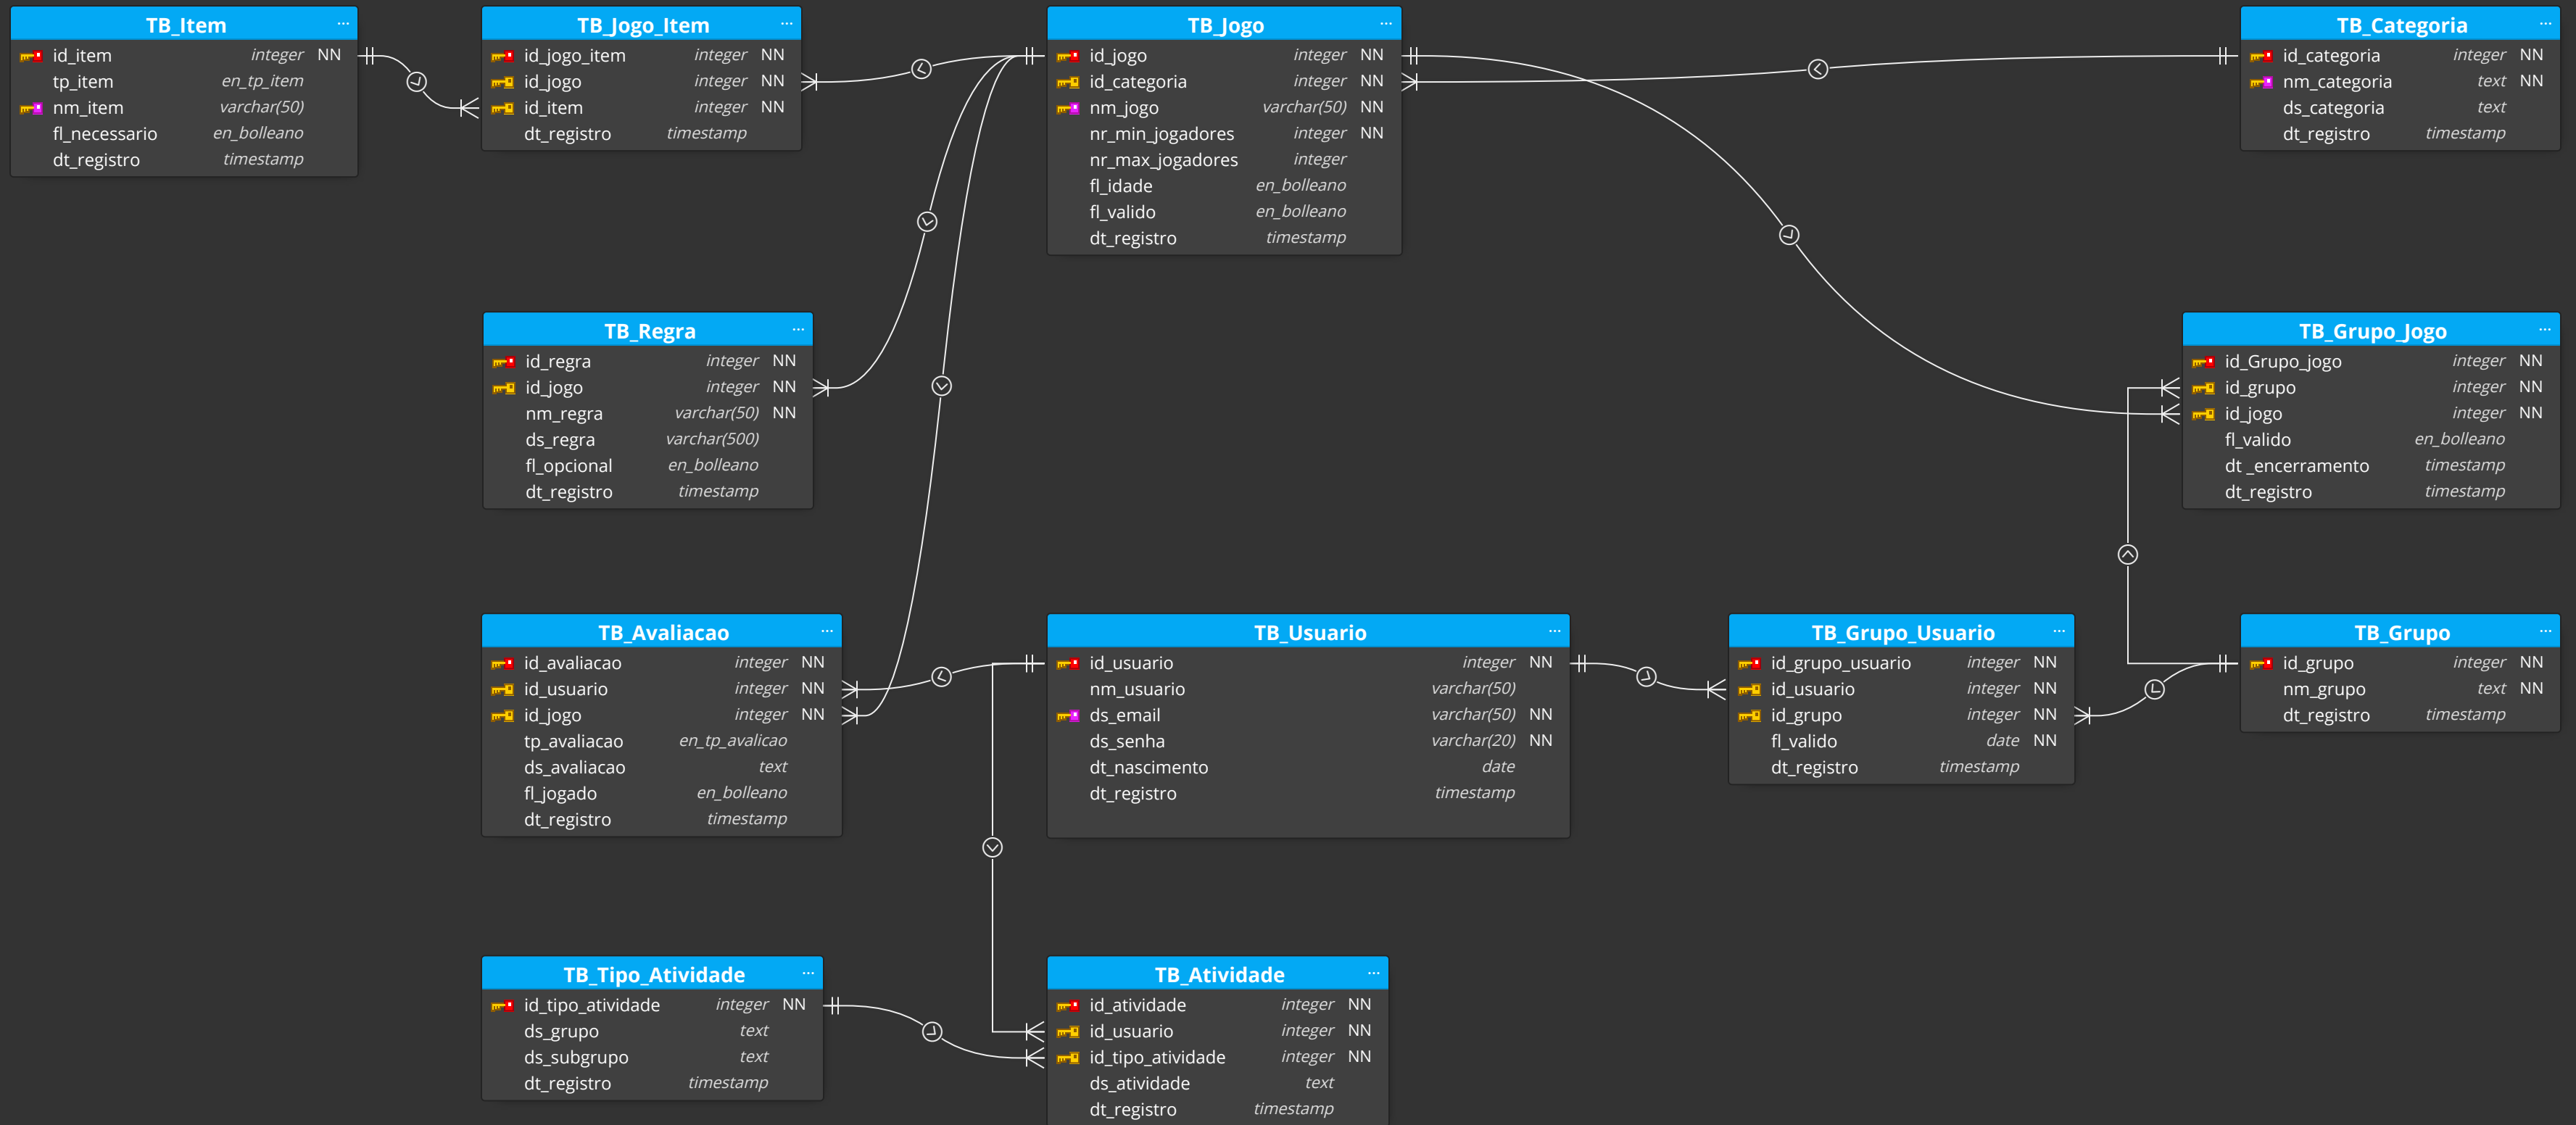 TB_Item ...
id_item integer NN
tp_item en_tp_item
nm_item varchar(50)
fl_necessario en_bolleano
dt_registro timestamp
TB_Jogo_Item ...
id_jogo_item integer NN
id_jogo integer NN
id_item integer NN
dt_registro timestamp
TB_Jogo ...
id_jogo integer NN
id_categoria integer NN
nm_jogo varchar(50) NN
nr_min_jogadores integer NN
nr_max_jogadores integer
fl_idade en_bolleano
fl_valido en_bolleano
dt_registro timestamp
TB_Categoria ...
id_categoria integer NN
nm_categoria text NN
ds_categoria text
dt_registro timestamp
TB_Regra ...
id_regra integer NN
id_jogo integer NN
nm_regra varchar(50) NN
ds_regra varchar(500)
fl_opcional en_bolleano
dt_registro timestamp
TB_Grupo_Jogo ...
id_Grupo_jogo integer NN
id_grupo integer NN
id_jogo integer NN
fl_valido en_bolleano
dt _encerramento timestamp
dt_registro timestamp
TB_Avaliacao ...
id_avaliacao integer NN
id_usuario integer NN
id_jogo integer NN
tp_avaliacao en_tp_avalicao
ds_avaliacao text
fl_jogado en_bolleano
dt_registro timestamp
TB_Usuario ...
id_usuario integer NN
nm_usuario varchar(50)
ds_email varchar(50) NN
ds_senha varchar(20) NN
dt_nascimento date
dt_registro timestamp
TB_Grupo_Usuario ...
id_grupo_usuario integer NN
id_usuario integer NN
id_grupo integer NN
fl_valido date NN
dt_registro timestamp
TB_Grupo ...
id_grupo integer NN
nm_grupo text NN
dt_registro timestamp
TB_Tipo_Atividade ...
id_tipo_atividade integer NN
ds_grupo text
ds_subgrupo text
dt_registro timestamp
TB_Atividade ...
id_atividade integer NN
id_usuario integer NN
id_tipo_atividade integer NN
ds_atividade text
dt_registro timestamp